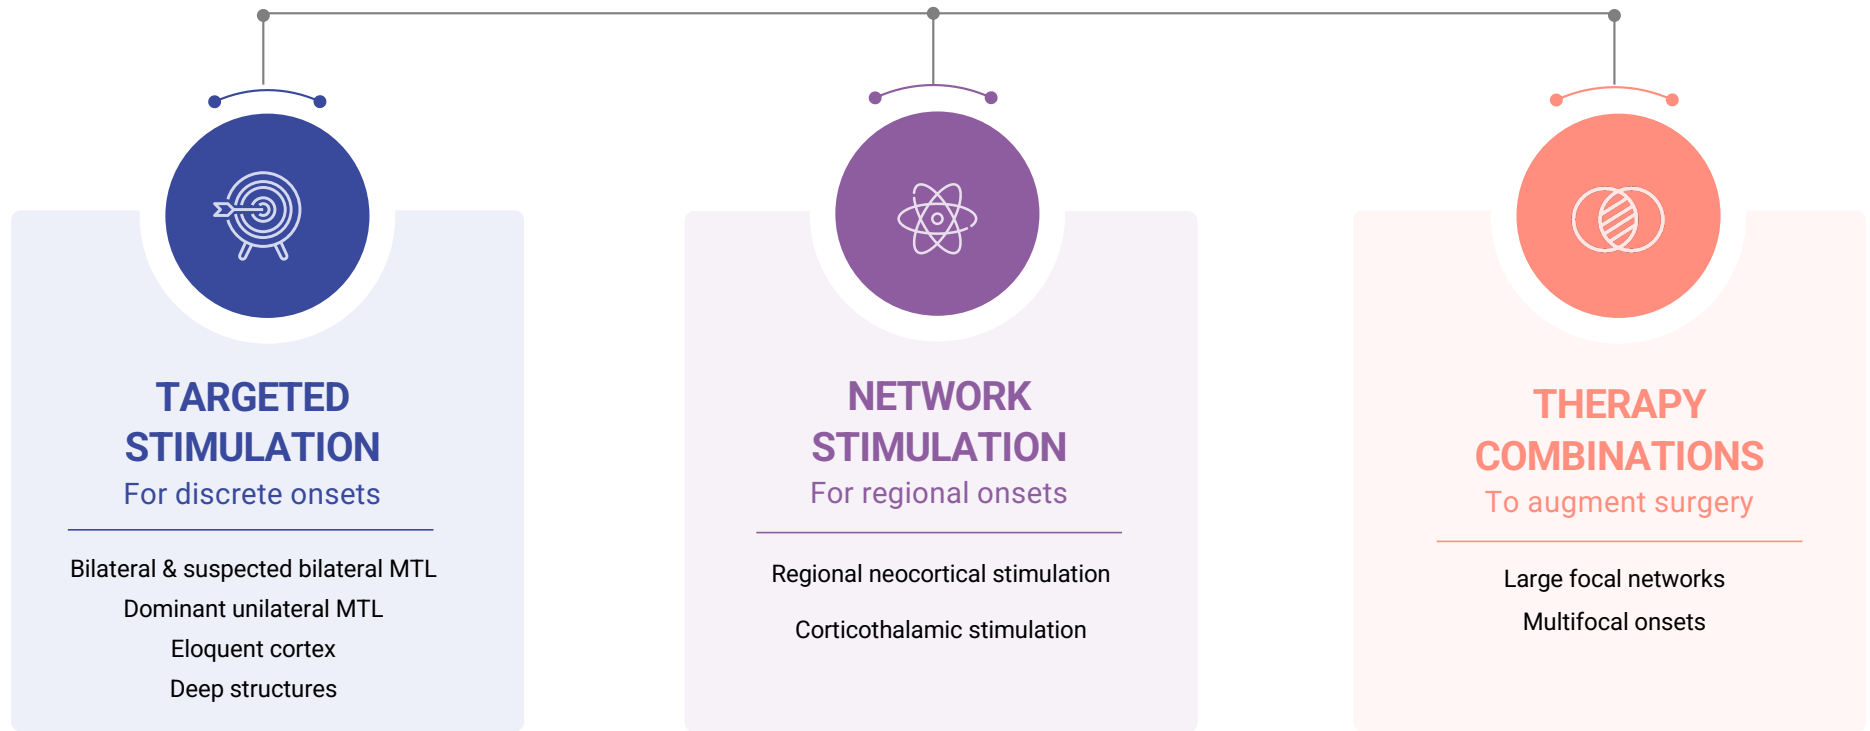 TARGETED
STIMULATION
For discrete onsets
Bilateral & suspected bilateral MTL
Dominant unilateral MTL
Eloquent cortex
Deep structures
NETWORK
STIMULATION
For regional onsets
Regional neocortical stimulation
Corticothalamic stimulation
THERAPY
COMBINATIONS
To augment surgery
Large focal networks
Multifocal onsets